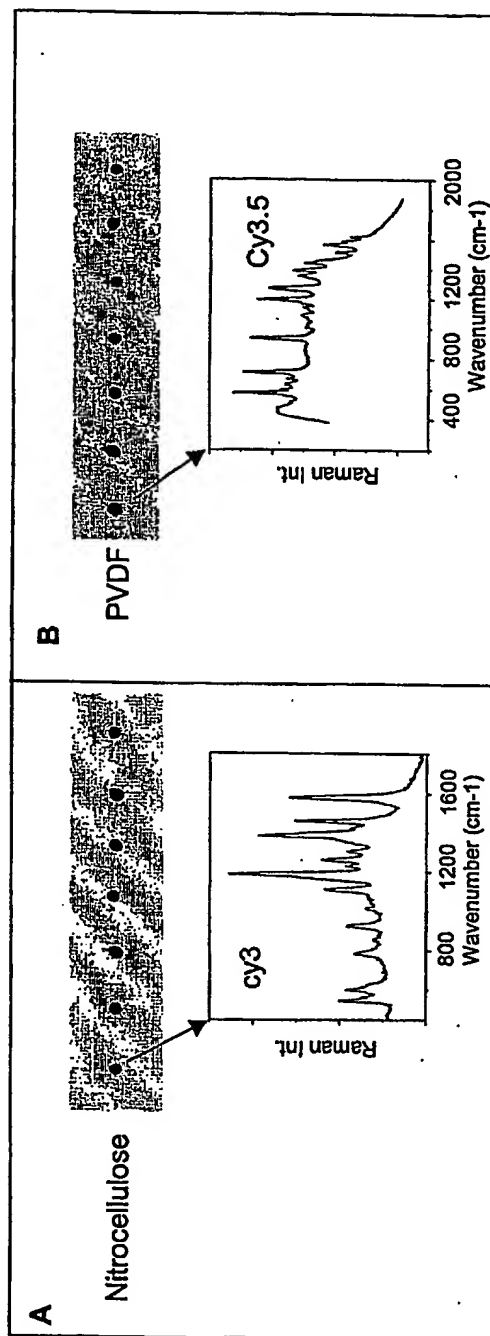 A
Nitrocellulose
cy3
Raman Int.
800 1200 1600
Wavenumber (cm-1)
B
PVDF
Cy3.5
Raman Int.
400 800 1200 2000
Wavenumber (cm-1)